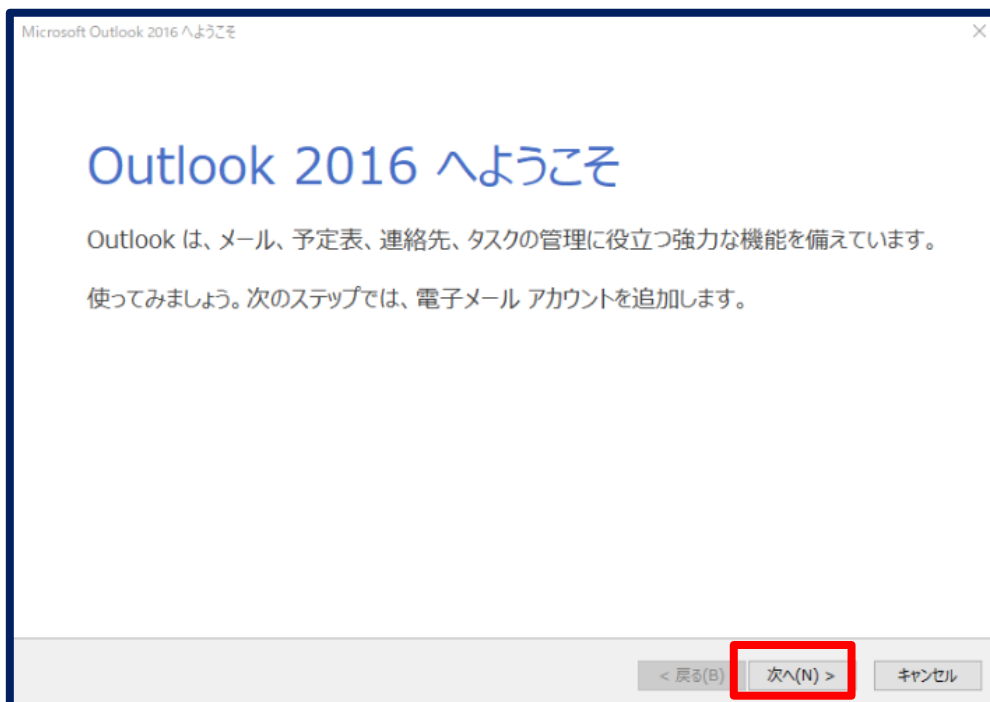 Microsoft Outlook 2016 へようこそ
Outlook 2016 へようこそ
Outlook は、メール、予定表、連絡先、タスクの管理に役立つ強力な機能を備えています。
使ってみましょう。次のステップでは、電子メール アカウントを追加します。
< 戻る(B) 次へ(N) > キャンセル